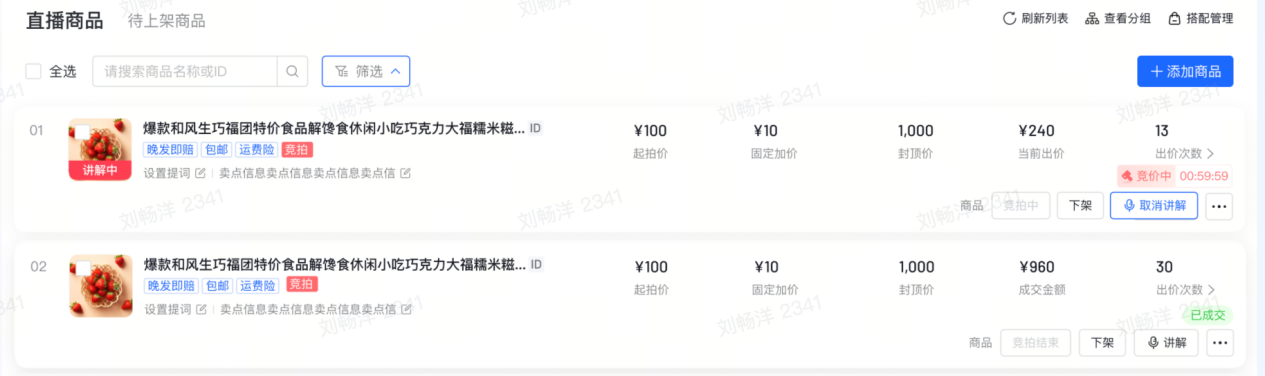 直播商品 待上架商品 刷新列表 查看分组 搭配管理
全选 请搜索商品名称或ID 筛选 +添加商品
01 爆款和风生巧福团特价食品解馋食休闲小吃巧克力大福糯米糍... ID ¥100 ¥10 1,000 ¥240 13
晚发即赔 包邮 运费险 竞拍 起拍价 固定加价 封顶价 当前出价 出价次数
讲解中 设置提词 卖点信息卖点信息卖点信息卖点信 竞价中 00:59:59
商品 竞拍中 下架 取消讲解 ...
02 爆款和风生巧福团特价食品解馋食休闲小吃巧克力大福糯米糍... ID ¥100 ¥10 1,000 ¥960 30
晚发即赔 包邮 运费险 竞拍 起拍价 固定加价 封顶价 成交金额 出价次数
设置提词 卖点信息卖点信息卖点信息卖点信 已成交
商品 竞拍结束 下架 讲解 ...
刘畅洋 2341